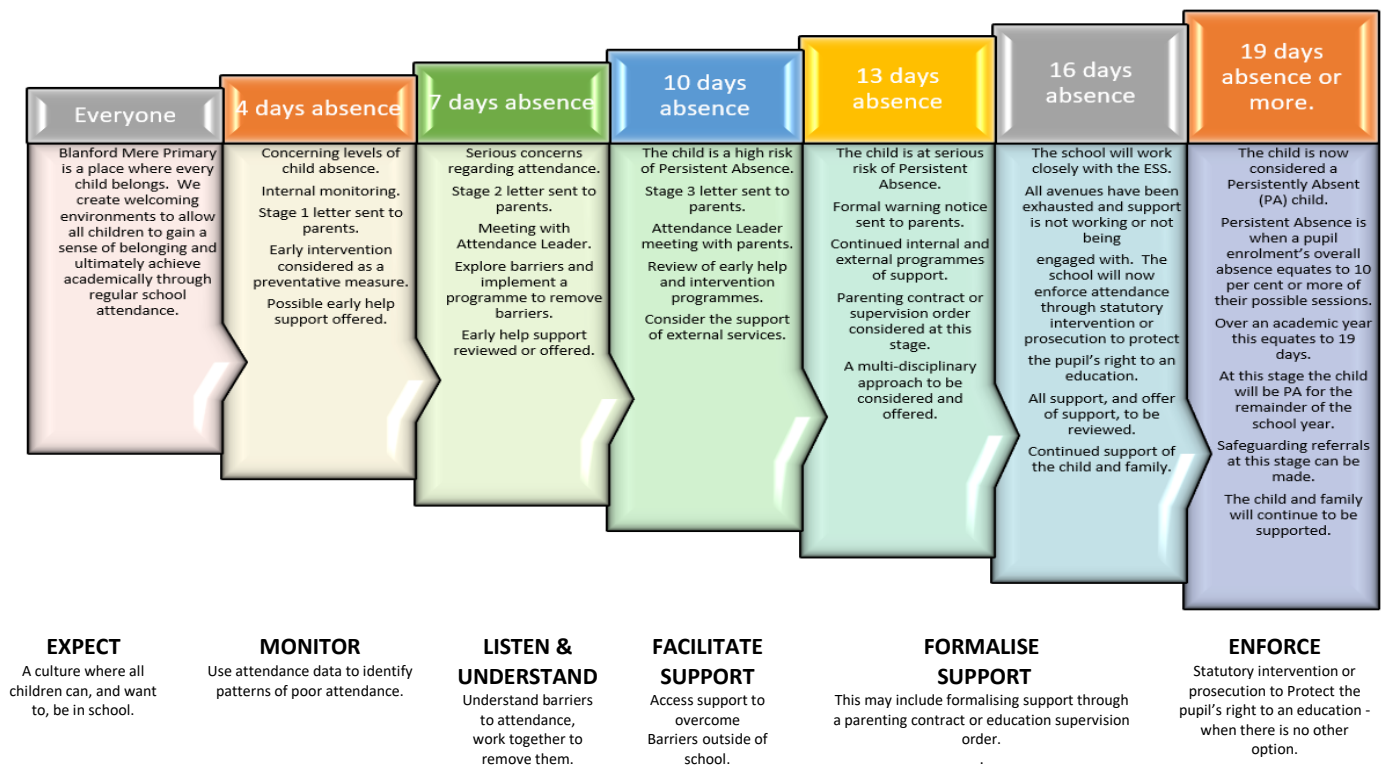 Everyone
Blanford Mere Primary
is a place where every
child belongs. We
create welcoming
environments to allow
all children to gain a
sense of belonging and
ultimately achieve
academically through
regular school
attendance.
4 days absence
Concerning levels of
child absence.
Internal monitoring.
Stage 1 letter sent to
parents.
Early intervention
considered as a
preventative measure.
Possible early help
support offered.
7 days absence
Serious concerns
regarding attendance.
Stage 2 letter sent to
parents.
Meeting with
Attendance Leader.
Explore barriers and
implement a
programme to remove
barriers.
Early help support
reviewed or offered.
10 days
absence
The child is a high risk
of Persistent Absence.
Stage 3 letter sent to
parents.
Attendance Leader
meeting with parents.
Review of early help
and intervention
programmes.
Consider the support
of external services.
13 days
absence
The child is at serious
risk of Persistent
Absence.
Formal warning notice
sent to parents.
Continued internal and
external programmes
of support.
Parenting contract or
supervision order
considered at this
stage.
A multi-disciplinary
approach to be
considered and
offered.
16 days
absence
The school will work
closely with the ESS.
All avenues have been
exhausted and support
is not working or not
being
engaged with. The
school will now
enforce attendance
through statutory
intervention or
prosecution to protect
the pupil's right to an
education.
All support, and offer
of support, to be
reviewed.
Continued support of
the child and family.
19 days
absence or
more.
The child is now
considered a
Persistently Absent
(PA) child.
Persistent Absence is
when a pupil
enrolment's overall
absence equates to 10
per cent or more of
their possible sessions.
Over an academic year
this equates to 19
days.
At this stage the child
will be PA for the
remainder of the
school year.
Safeguarding referrals
at this stage can be
made.
The child and family
will continue to be
supported.
EXPECT
A culture where all
children can, and want
to, be in school.
MONITOR
Use attendance data to identify
patterns of poor attendance.
LISTEN &
UNDERSTAND
Understand barriers
to attendance,
work together to
remove them.
FACILITATE
SUPPORT
Access support to
overcome
Barriers outside of
school.
FORMALISE
SUPPORT
This may include formalising support through
a parenting contract or education supervision
order.
.
ENFORCE
Statutory intervention or
prosecution to Protect the
pupil's right to an education -
when there is no other
option.